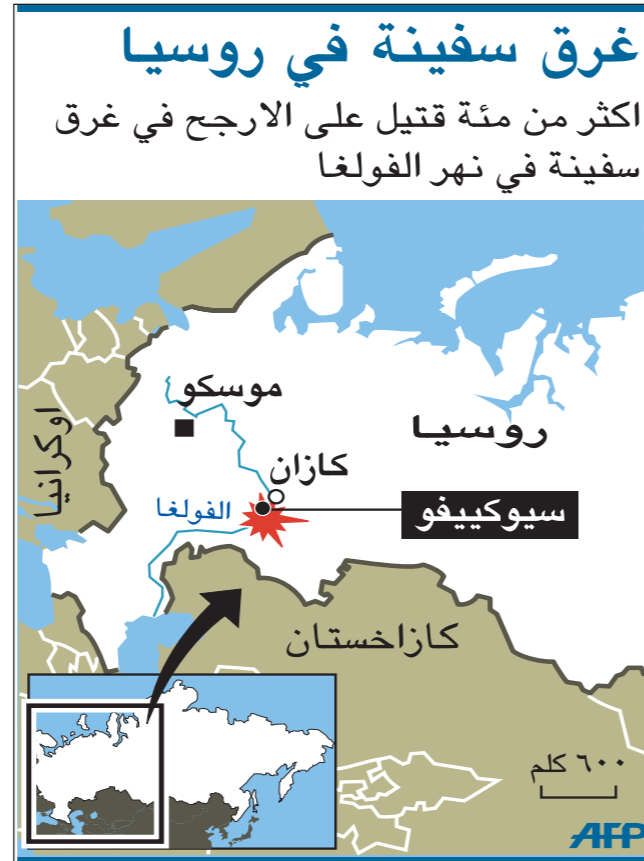 غرق سفينة في روسيا
اكثر من مئة قتيل على الارجح في غرق
سفينة في نهر الفولغا
موسكو
روسيا
اوكرانيا
كازان
الفولغا
سيوكييفو
كازاخستان
٦٠٠ كلم
AFP